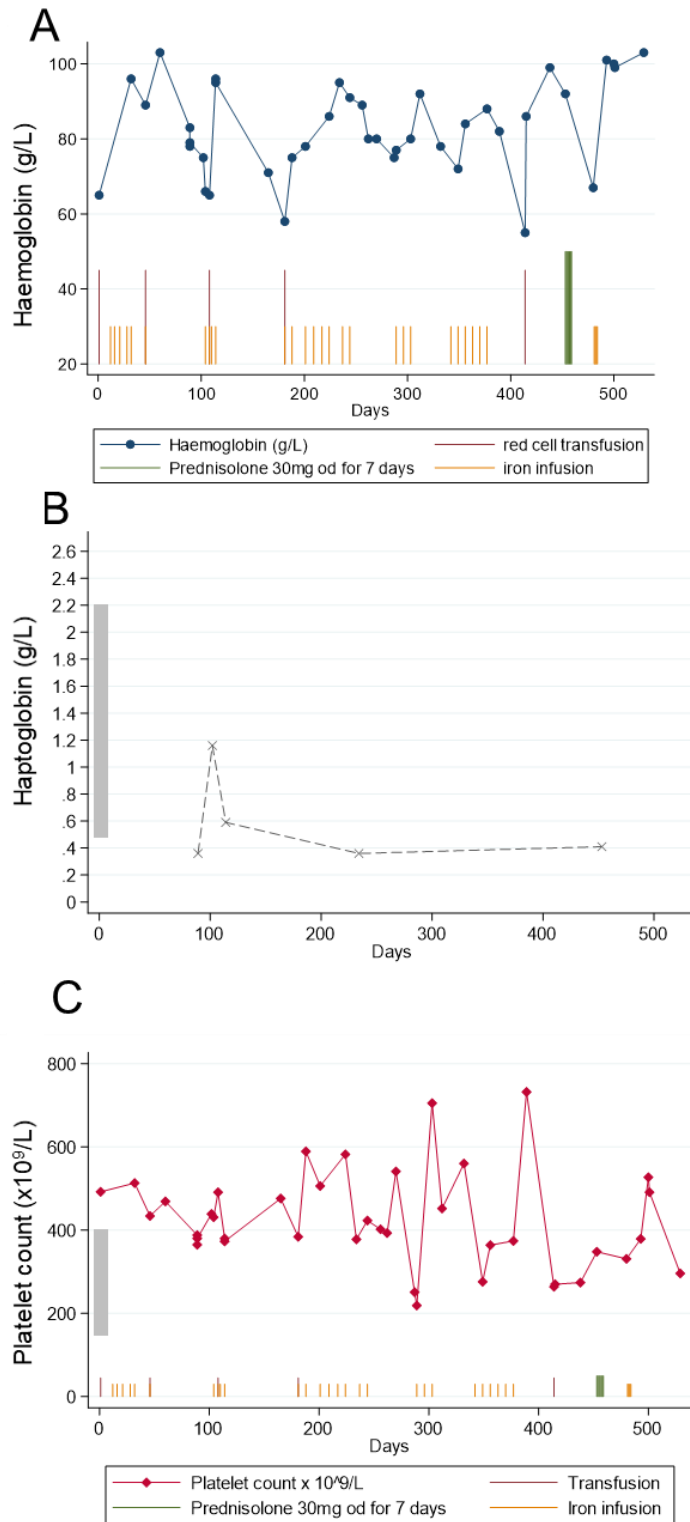 A
Haemoglobin (g/L)
100
80
60
40
20
0 100 200 300 400 500
Days
Haemoglobin (g/L) red cell transfusion
Prednisolone 30mg od for 7 days iron infusion
B
Haptoglobin (g/L)
2.6
2.4
2.2
2
1.8
1.6
1.4
1.2
1
.8
.6
.4
.2
0
0 100 200 300 400 500
Days
C
Platelet count (x10⁹/L)
800
600
400
200
0
0 100 200 300 400 500
Days
Platelet count x 10^9/L Transfusion
Prednisolone 30mg od for 7 days Iron infusion